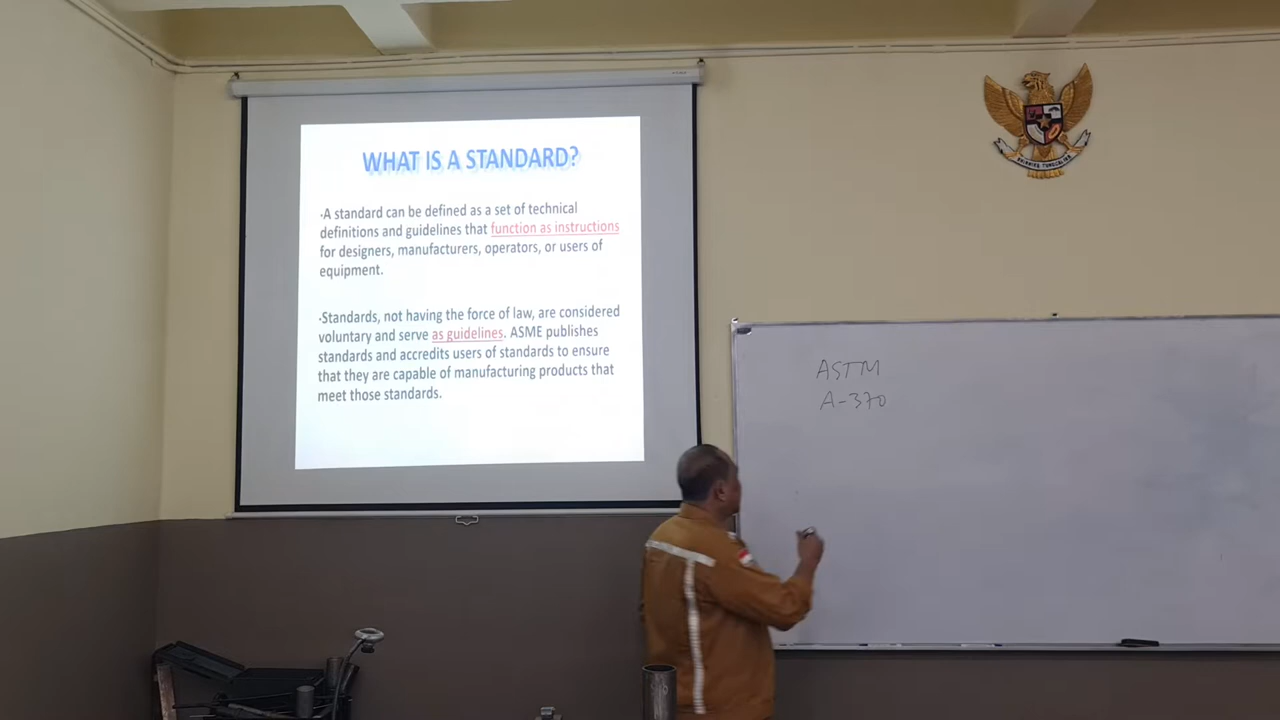 WHAT IS A STANDARD?
·A standard can be defined as a set of technical
definitions and guidelines that function as instructions
for designers, manufacturers, operators, or users of
equipment.
·Standards, not having the force of law, are considered
voluntary and serve as guidelines. ASME publishes
standards and accredits users of standards to ensure
that they are capable of manufacturing products that
meet those standards.
BHINNEKA TUNGGAL IKA
ASTM
A-370